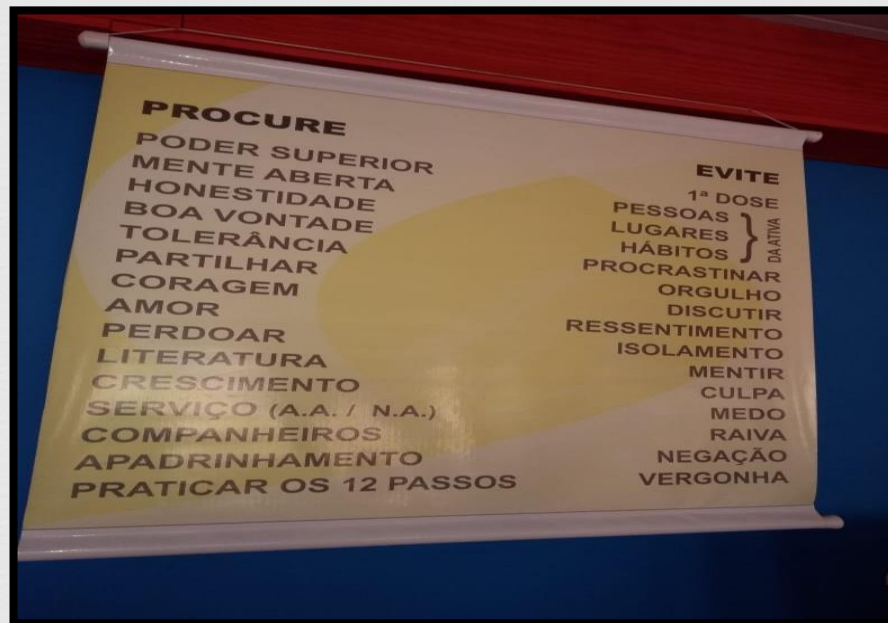 PROCURE
PODER SUPERIOR
MENTE ABERTA
HONESTIDADE
BOA VONTADE
TOLERÂNCIA
PARTILHAR
CORAGEM
AMOR
PERDOAR
LITERATURA
CRESCIMENTO
SERVIÇO (A.A. / N.A.)
COMPANHEIROS
APADRINHAMENTO
PRATICAR OS 12 PASSOS
EVITE
1ª DOSE
PESSOAS
LUGARES
HÁBITOS
DA ATIVA
PROCRASTINAR
ORGULHO
DISCUTIR
RESSENTIMENTO
ISOLAMENTO
MENTIR
CULPA
MEDO
RAIVA
NEGAÇÃO
VERGONHA